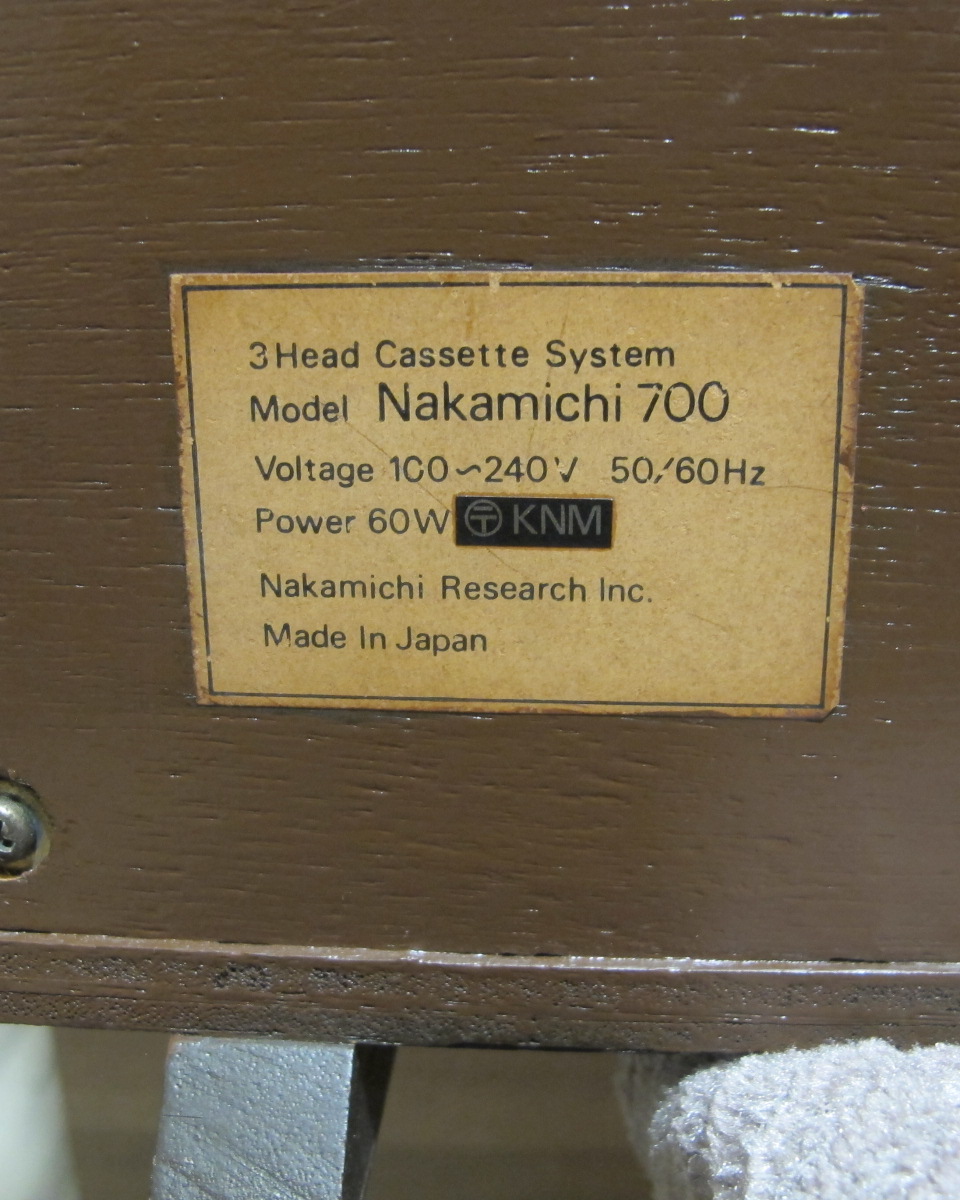 3 Head Cassette System
Model Nakamichi 700
Voltage 100~240V 50/60Hz
Power 60W 〒 KNM
Nakamichi Research Inc.
Made In Japan